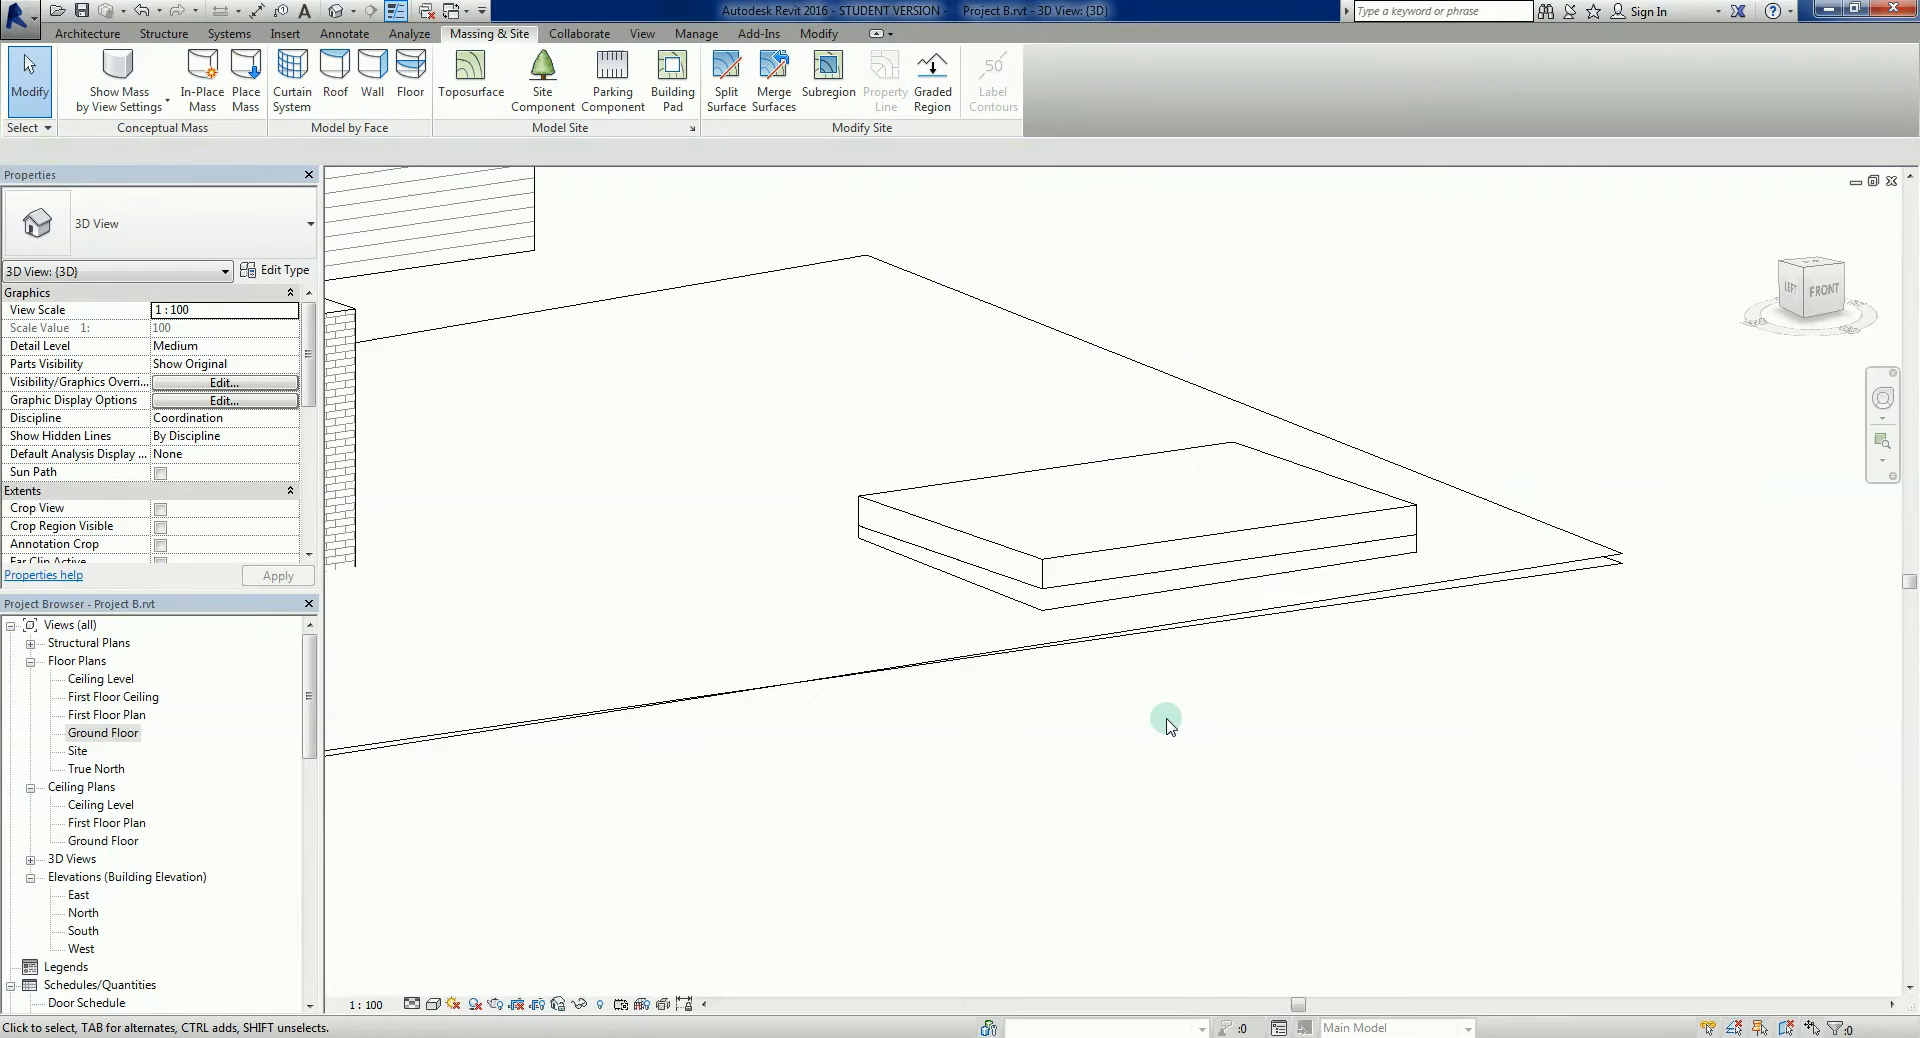 Autodesk Revit 2016 - STUDENT VERSION - Project B.rvt - 3D View: {3D}
Type a keyword or phrase
Sign In
Architecture Structure Systems Insert Annotate Analyze Massing & Site Collaborate View Manage Add-Ins Modify
Modify
Show Mass by View Settings
In-Place Mass
Place Mass
Curtain System
Roof
Wall
Floor
Toposurface
Site Component
Parking Component
Building Pad
Split Surface
Merge Surfaces
Subregion
Property Line
Graded Region
50
Label Contours
Select
Conceptual Mass
Model by Face
Model Site
Modify Site
Properties
3D View
3D View: {3D}
Edit Type
Graphics
View Scale 1 : 100
Scale Value 1: 100
Detail Level Medium
Parts Visibility Show Original
Visibility/Graphics Overri... Edit...
Graphic Display Options Edit...
Discipline Coordination
Show Hidden Lines By Discipline
Default Analysis Display ... None
Sun Path
Extents
Crop View
Crop Region Visible
Annotation Crop
Far Clip Active
Properties help
Apply
LEFT
FRONT
Project Browser - Project B.rvt
Views (all)
Structural Plans
Floor Plans
Ceiling Level
First Floor Ceiling
First Floor Plan
Ground Floor
Site
True North
Ceiling Plans
Ceiling Level
First Floor Plan
Ground Floor
3D Views
Elevations (Building Elevation)
East
North
South
West
Legends
Schedules/Quantities
Door Schedule
1 : 100
Click to select, TAB for alternates, CTRL adds, SHIFT unselects.
:0
Main Model
:0